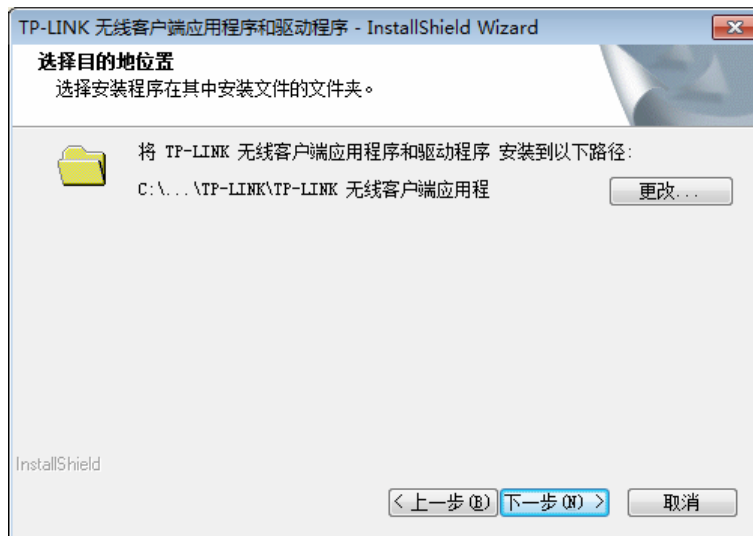 TP-LINK 无线客户端应用程序和驱动程序 - InstallShield Wizard
选择目的地位置
选择安装程序在其中安装文件的文件夹。
将 TP-LINK 无线客户端应用程序和驱动程序 安装到以下路径:
C:\...\TP-LINK\TP-LINK 无线客户端应用程
更改...
InstallShield
< 上一步(B)
下一步(N) >
取消